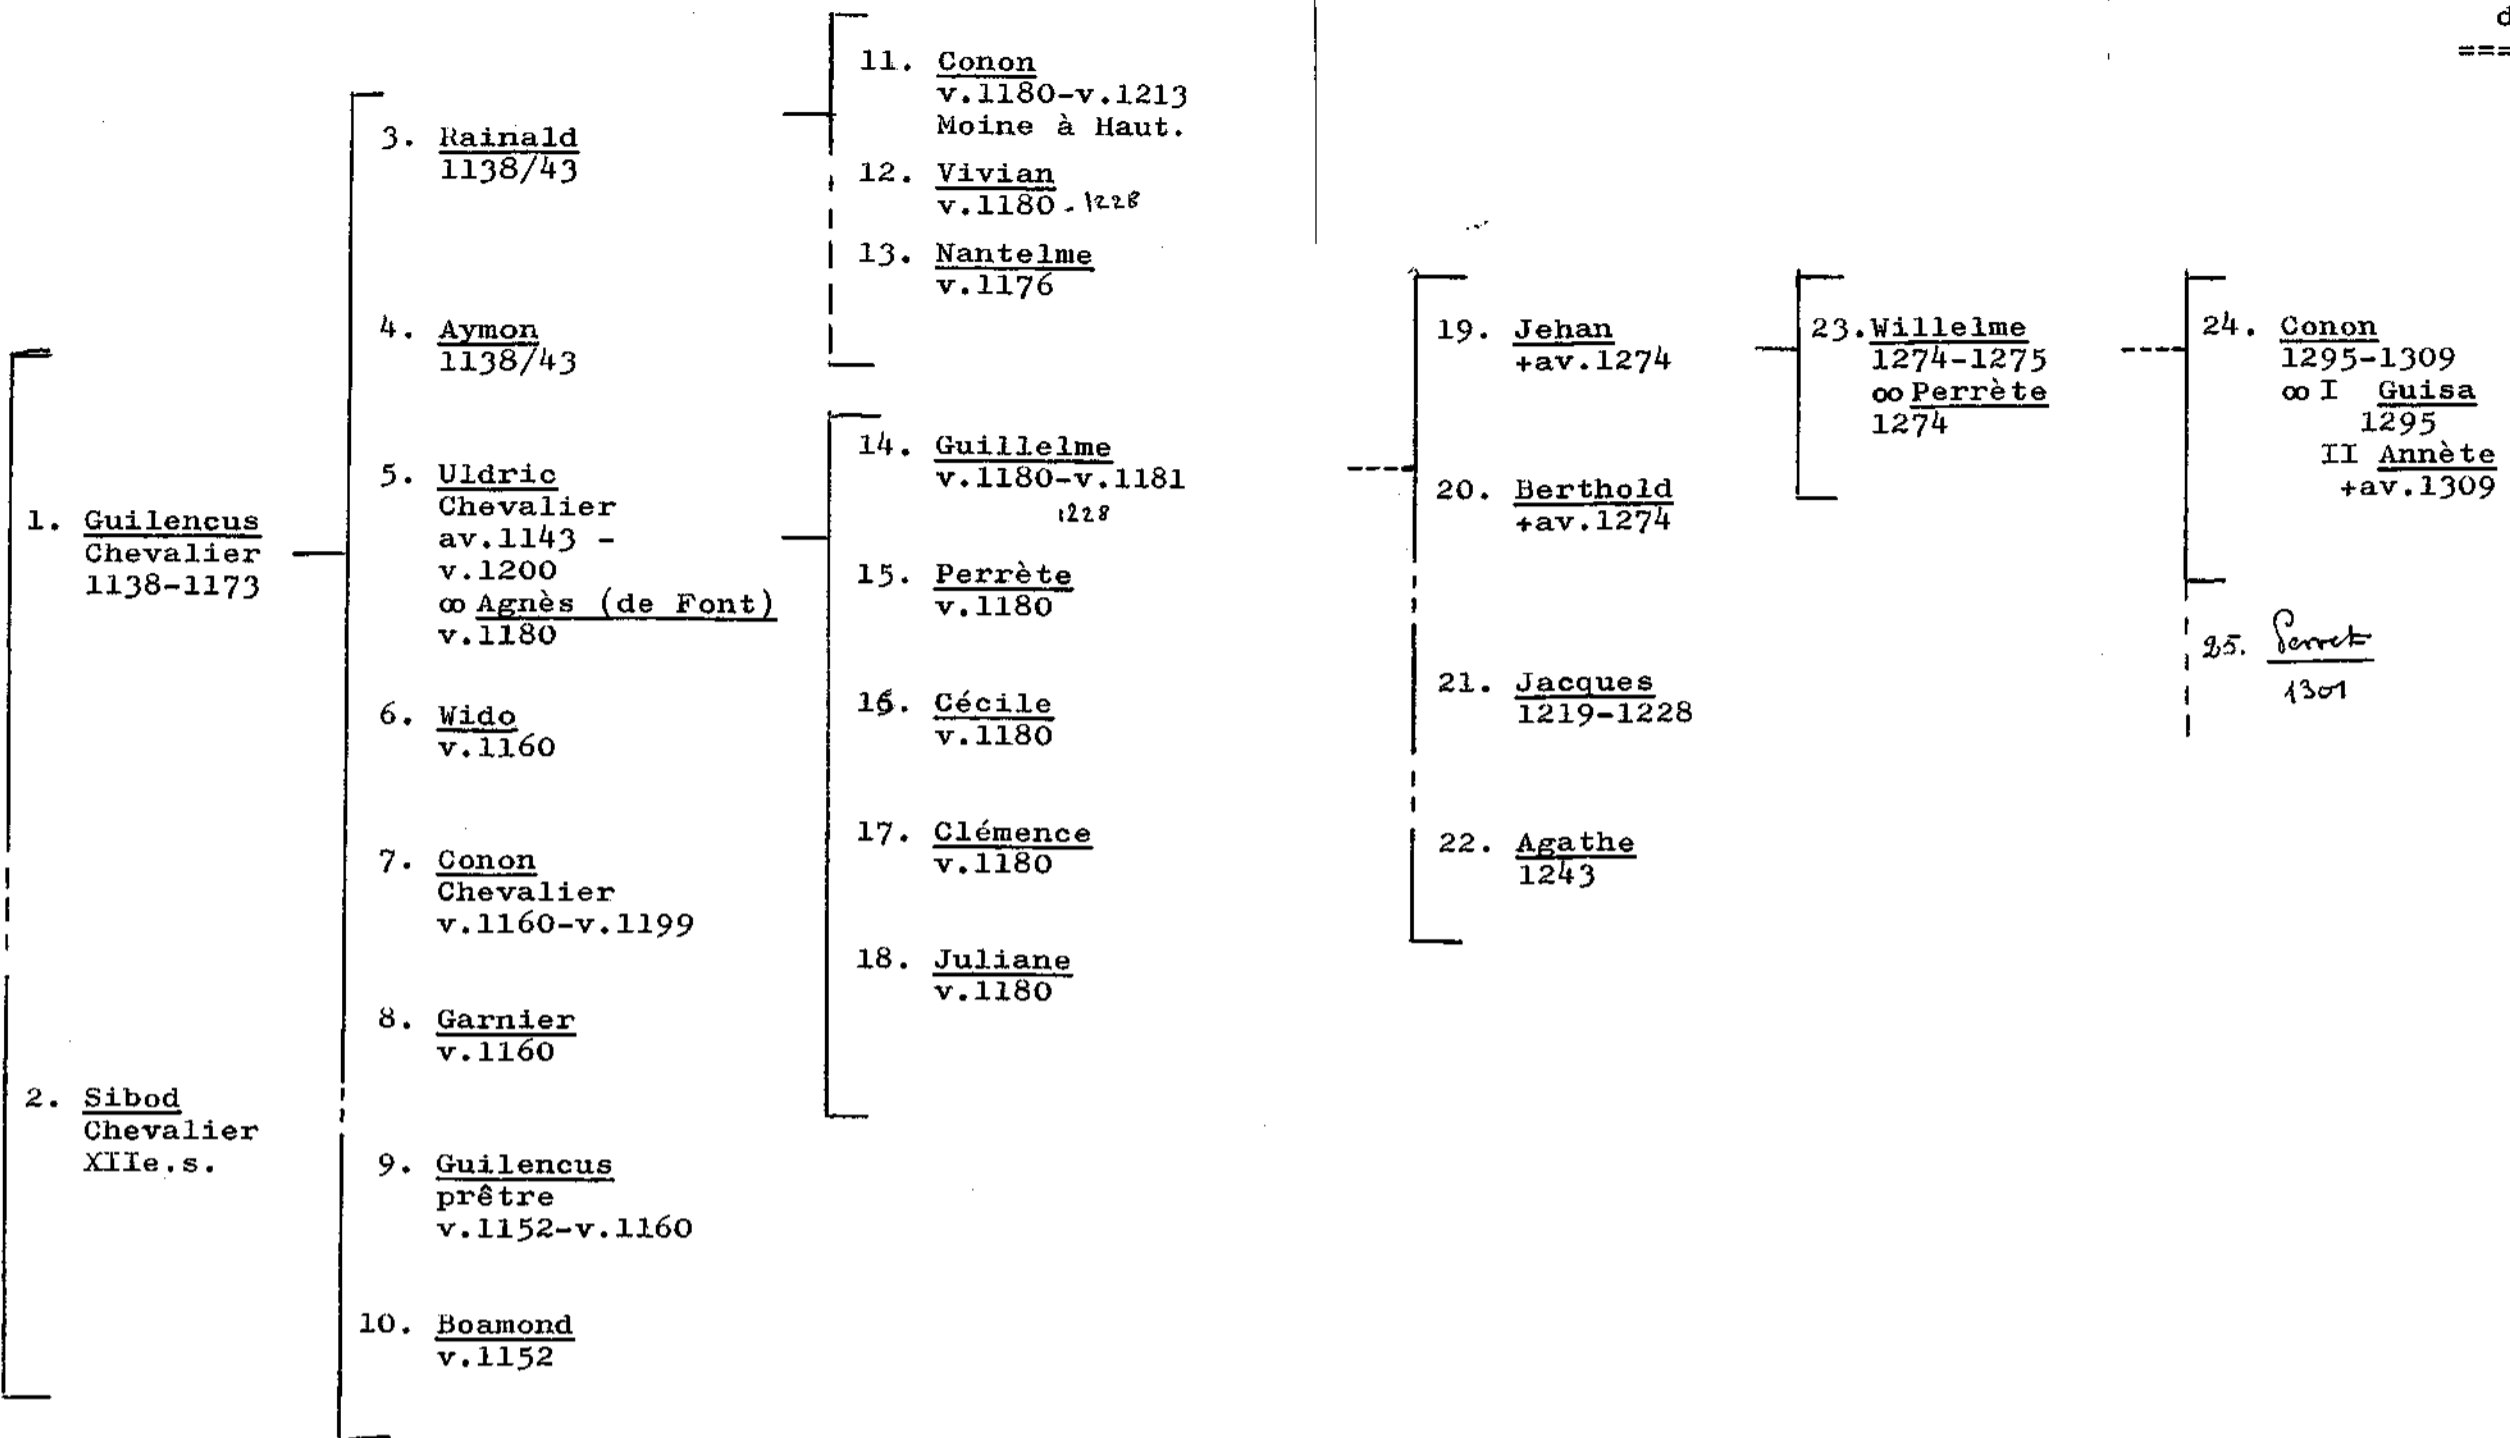 1. Guilencus
Chevalier
1138-1173
2. Sibod
Chevalier
XIIe.s.
3. Rainald
1138/43
4. Aymon
1138/43
5. Uldric
Chevalier
av.1143 -
v.1200
∞ Agnès (de Font)
v.1180
6. Wido
v.1160
7. Conon
Chevalier
v.1160-v.1199
8. Garnier
v.1160
9. Guilencus
prêtre
v.1152-v.1160
10. Boamond
v.1152
11. Conon
v.1180-v.1213
Moine à Haut.
12. Vivian
v.1180 - 1228
13. Nantelme
v.1176
14. Guillelme
v.1180-v.1181
1228
15. Perrète
v.1180
16. Cécile
v.1180
17. Clémence
v.1180
18. Juliane
v.1180
19. Jehan
+av.1274
20. Berthold
+av.1274
21. Jacques
1219-1228
22. Agathe
1243
23. Willelme
1274-1275
∞ Perrète
1274
24. Conon
1295-1309
∞ I Guisa
1295
II Annète
+av.1309
25. Perret
1301
d
===